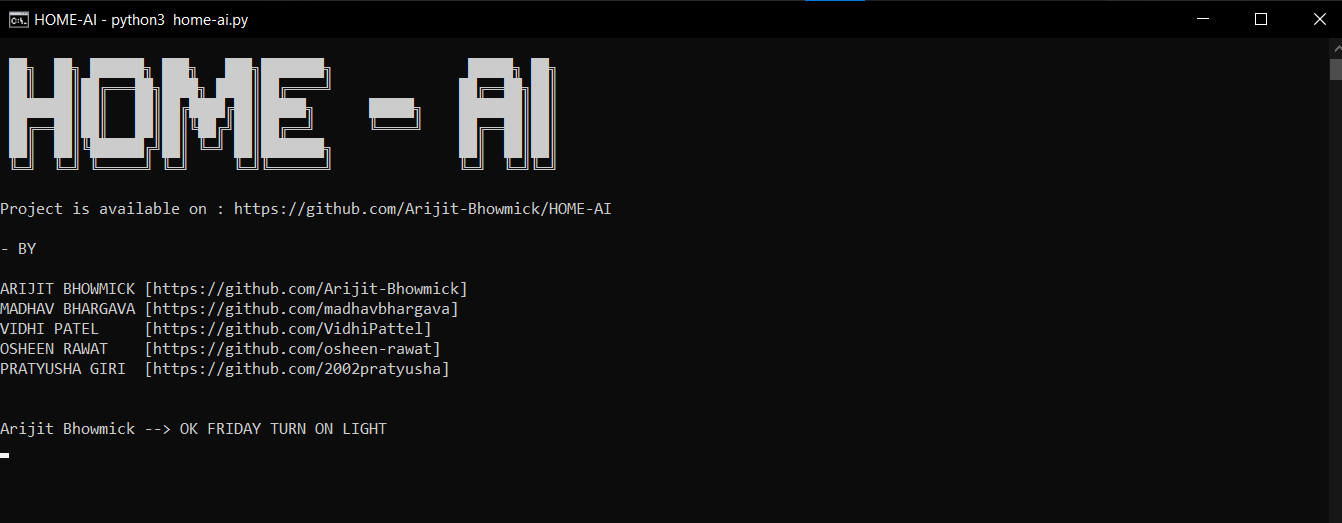 HOME-AI - python3  home-ai.py
HOME - AI
Project is available on : https://github.com/Arijit-Bhowmick/HOME-AI
- BY
ARIJIT BHOWMICK [https://github.com/Arijit-Bhowmick]
MADHAV BHARGAVA [https://github.com/madhavbhargava]
VIDHI PATEL     [https://github.com/VidhiPattel]
OSHEEN RAWAT    [https://github.com/osheen-rawat]
PRATYUSHA GIRI  [https://github.com/2002pratyusha]
Arijit Bhowmick --> OK FRIDAY TURN ON LIGHT